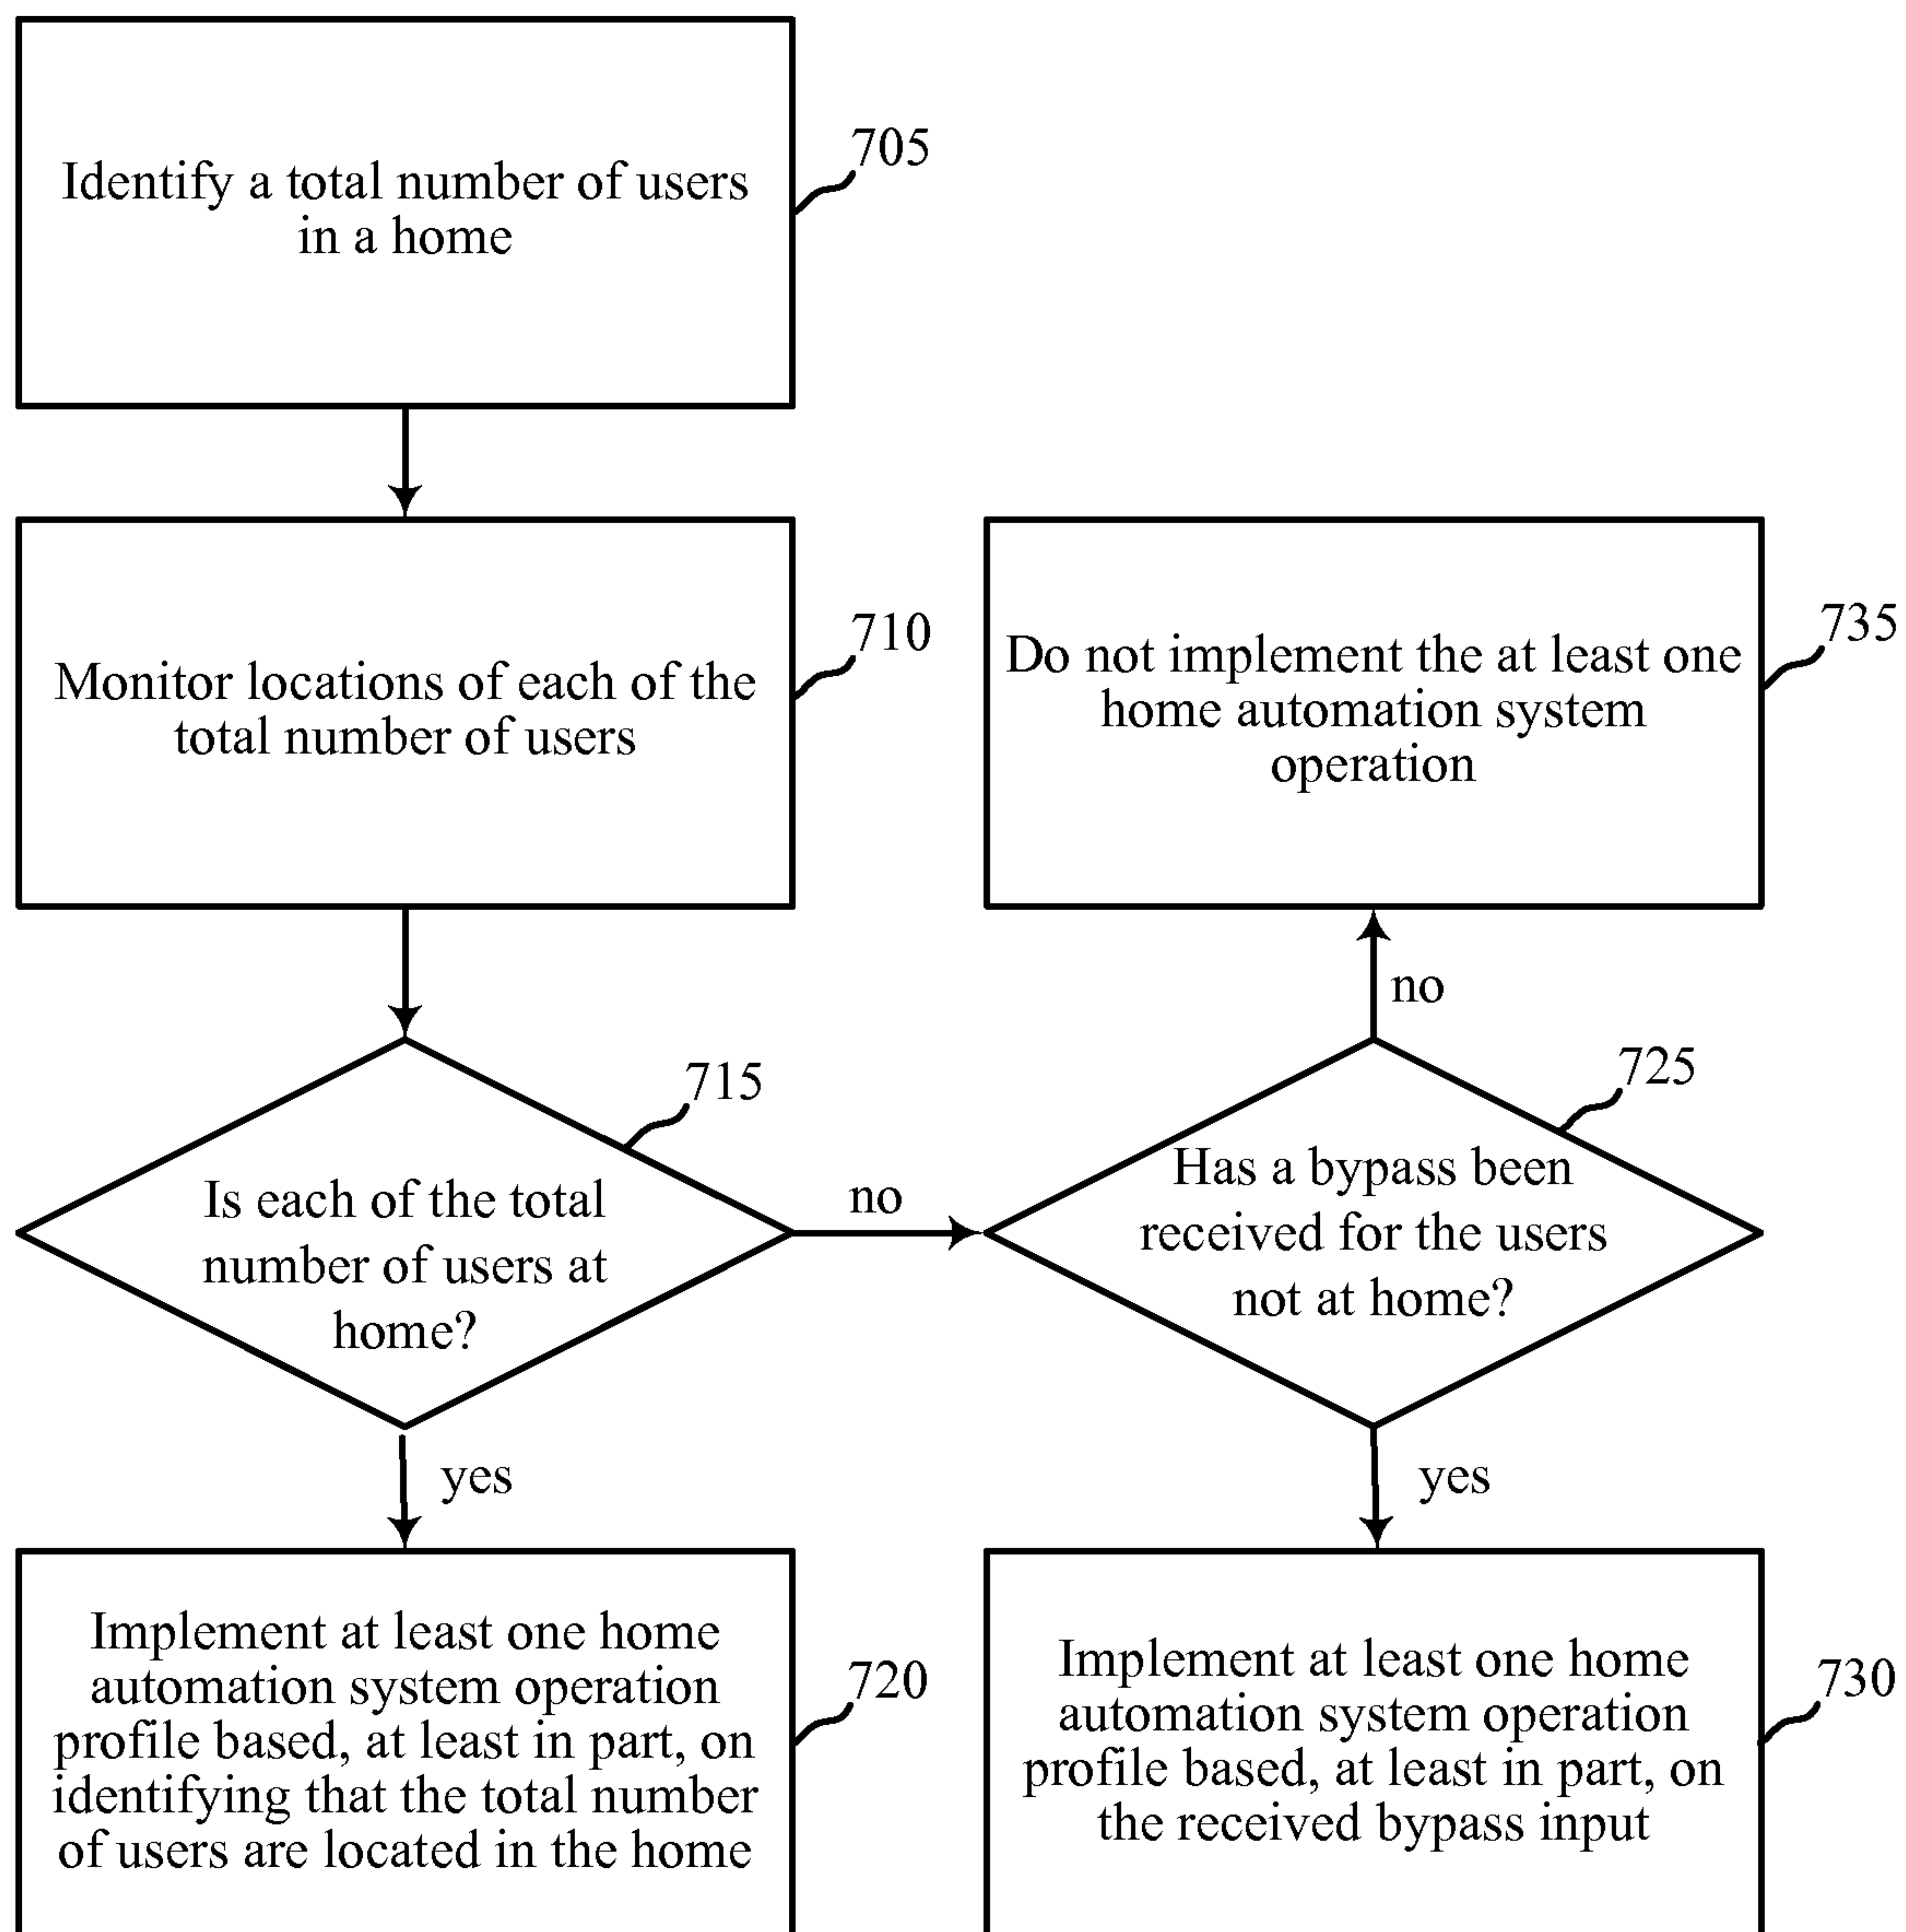 Identify a total number of users
in a home
705
Monitor locations of each of the
total number of users
710
Is each of the total
number of users at
home?
715
no
yes
Implement at least one home
automation system operation
profile based, at least in part, on
identifying that the total number
of users are located in the home
720
Has a bypass been
received for the users
not at home?
725
no
yes
Do not implement the at least one
home automation system
operation
735
Implement at least one home
automation system operation
profile based, at least in part, on
the received bypass input
730